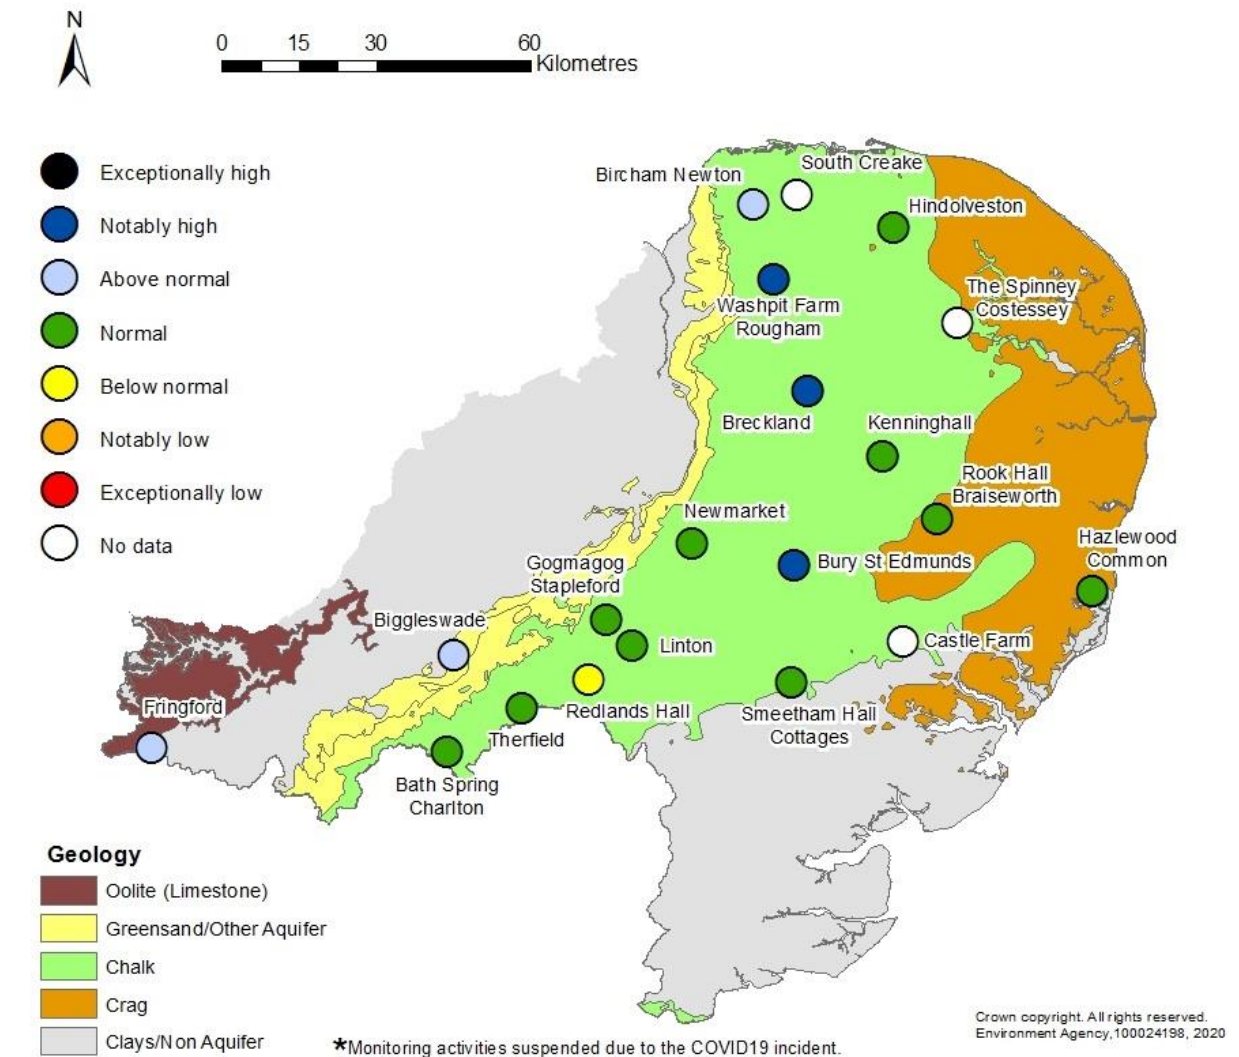 N
0 15 30 60
Kilometres
Exceptionally high
Notably high
Above normal
Normal
Below normal
Notably low
Exceptionally low
No data
South Creake
Bircham Newton
Hindolveston
The Spinney
Costessey
Washpit Farm
Rougham
Breckland
Kenninghall
Rook Hall
Braiseworth
Newmarket
Hazlewood
Common
Gogmagog
Stapleford
Bury St Edmunds
Biggleswade
Linton
Castle Farm
Fringford
Redlands Hall
Smeetham Hall
Cottages
Therfield
Bath Spring
Charlton
Geology
Oolite (Limestone)
Greensand/Other Aquifer
Chalk
Crag
Clays/Non Aquifer
*Monitoring activities suspended due to the COVID19 incident.
Crown copyright. All rights reserved.
Environment Agency,100024198, 2020